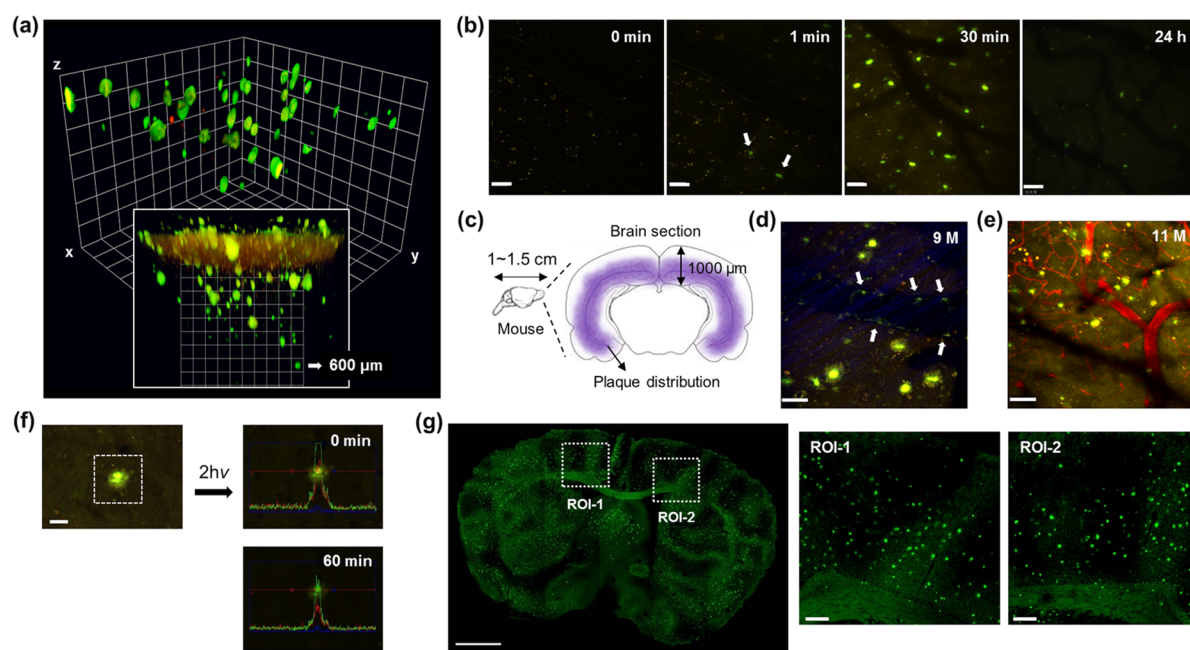 (a)
z
x
y
600 µm
(b)
0 min
1 min
30 min
24 h
(c)
Brain section
1~1.5 cm
1000 µm
Mouse
Plaque distribution
(d)
9 M
(e)
11 M
(f)
2hν
0 min
60 min
(g)
ROI-1
ROI-2
ROI-1
ROI-2